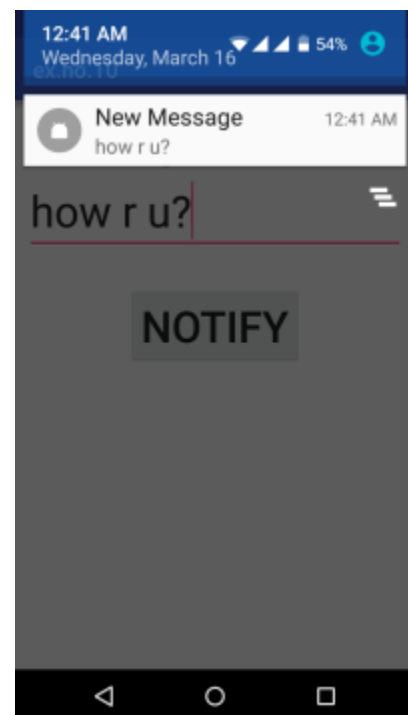 12:41 AM
54%
Wednesday, March 16
ex.no.10
New Message
12:41 AM
how r u?
how r u?
NOTIFY